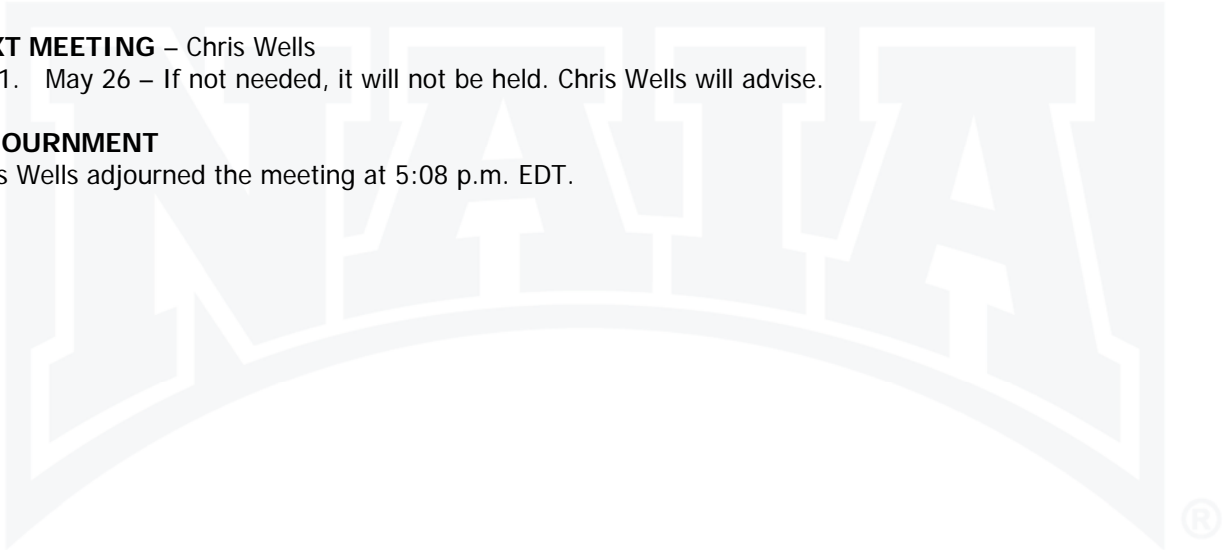 XT MEETING – Chris Wells
1. May 26 – If not needed, it will not be held. Chris Wells will advise.
OURNMENT
s Wells adjourned the meeting at 5:08 p.m. EDT.
NAIA
®